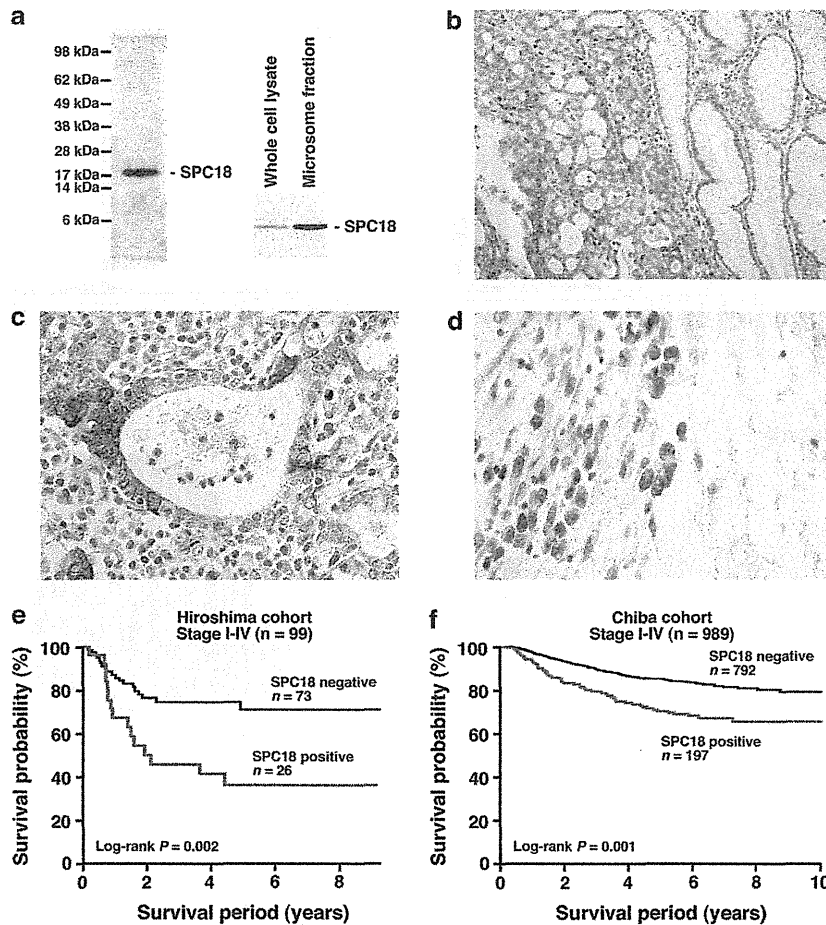 a
98 kDa
62 kDa
49 kDa
38 kDa
28 kDa
17 kDa
14 kDa
6 kDa
- SPC18
Whole cell lysate
Microsome fraction
- SPC18
b
c
d
e
Hiroshima cohort
Stage I-IV (n = 99)
Survival probability (%)
100
80
60
40
20
0
SPC18 negative
n = 73
SPC18 positive
n = 26
Log-rank P = 0.002
0 2 4 6 8
Survival period (years)
f
Chiba cohort
Stage I-IV (n = 989)
Survival probability (%)
100
80
60
40
20
0
SPC18 negative
n = 792
SPC18 positive
n = 197
Log-rank P = 0.001
0 2 4 6 8 10
Survival period (years)